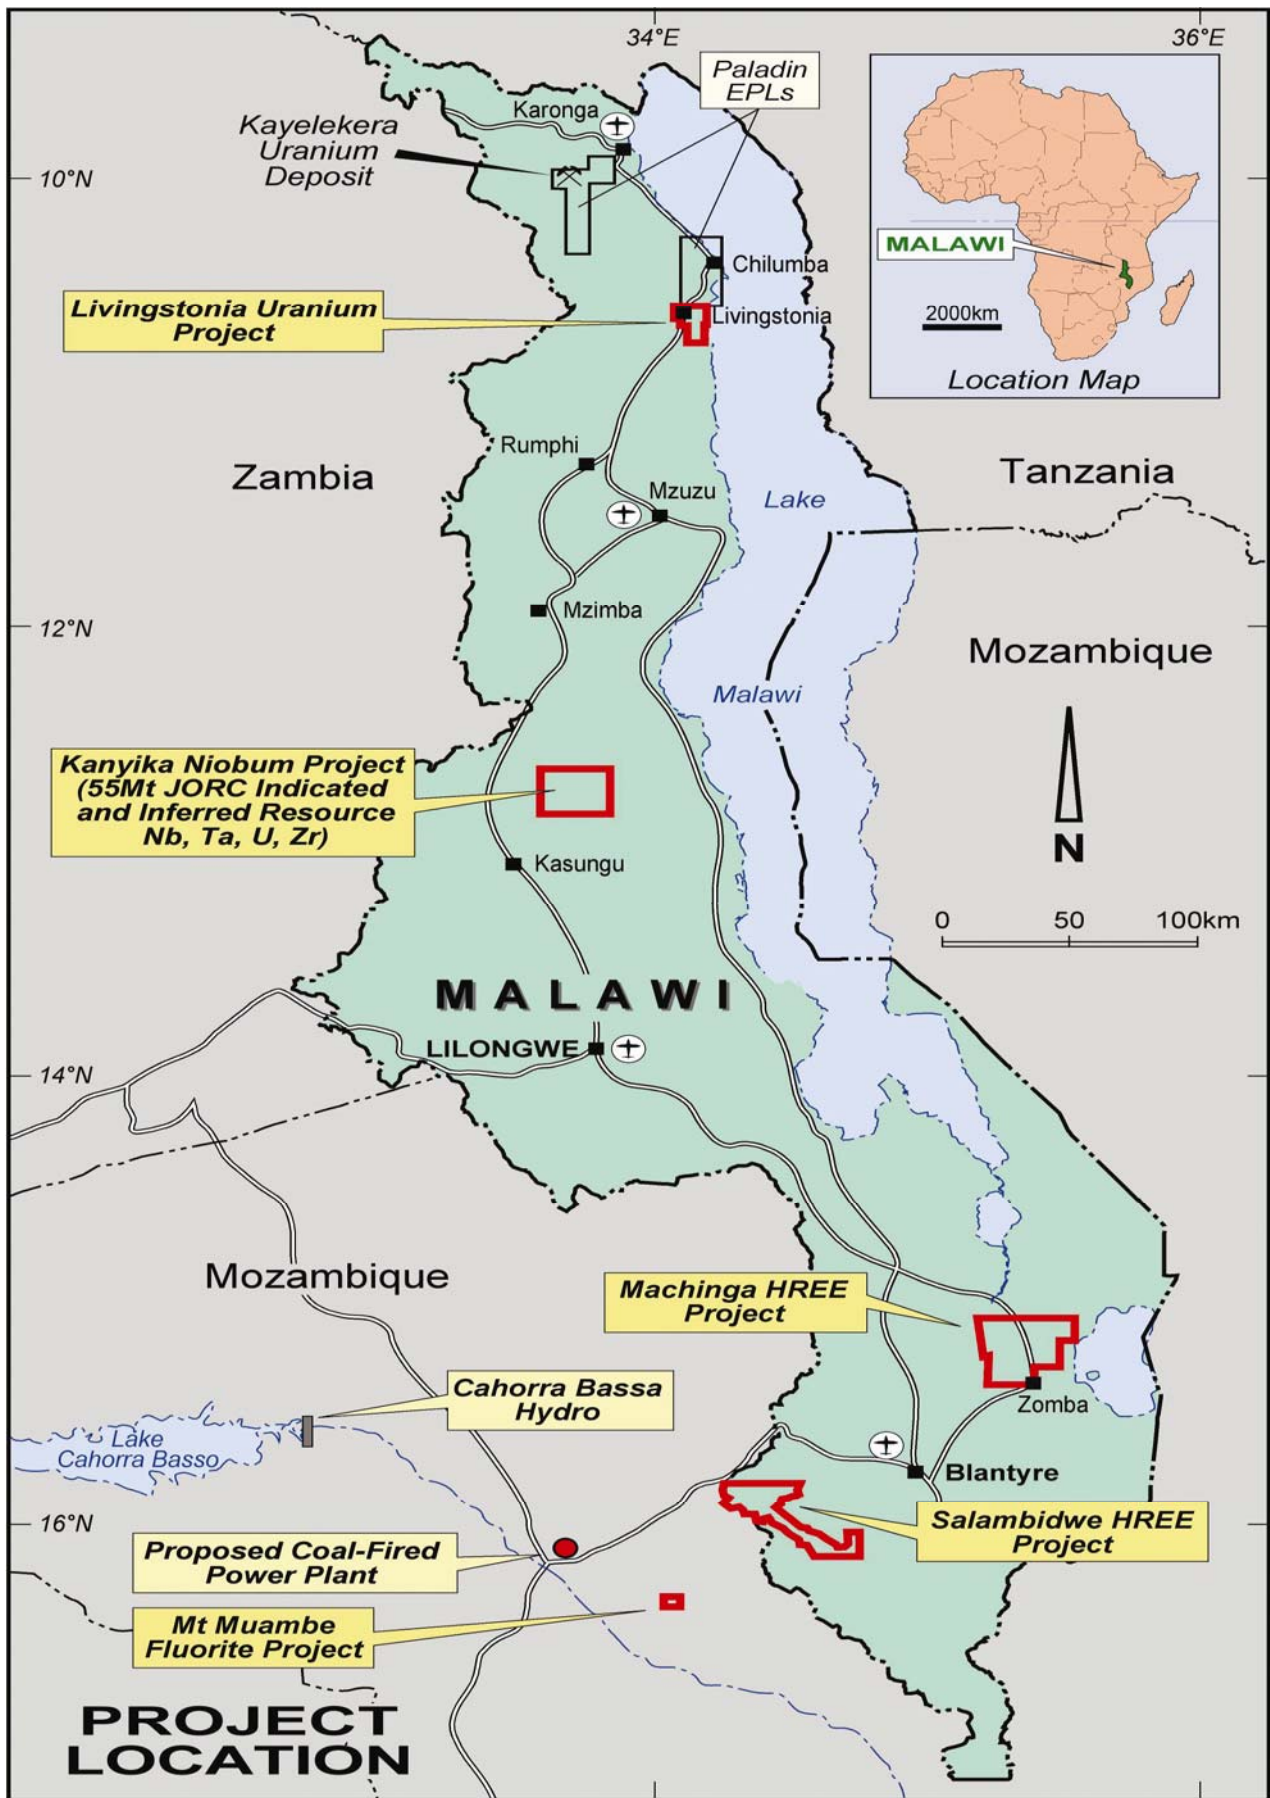 34°E
36°E
Paladin
EPLs
Karonga
Kayelekera
Uranium
Deposit
10°N
MALAWI
2000km
Location Map
Chilumba
Livingstonia Uranium
Project
Livingstonia
Rumphi
Zambia
Mzuzu
Lake
Tanzania
Mzimba
12°N
Mozambique
Malawi
Kanyika Niobum Project
(55Mt JORC Indicated
and Inferred Resource
Nb, Ta, U, Zr)
N
Kasungu
0 50 100km
MALAWI
LILONGWE
14°N
Mozambique
Machinga HREE
Project
Cahorra Bassa
Hydro
Zomba
Lake
Cahorra Basso
Blantyre
16°N
Salambidwe HREE
Project
Proposed Coal-Fired
Power Plant
Mt Muambe
Fluorite Project
PROJECT
LOCATION